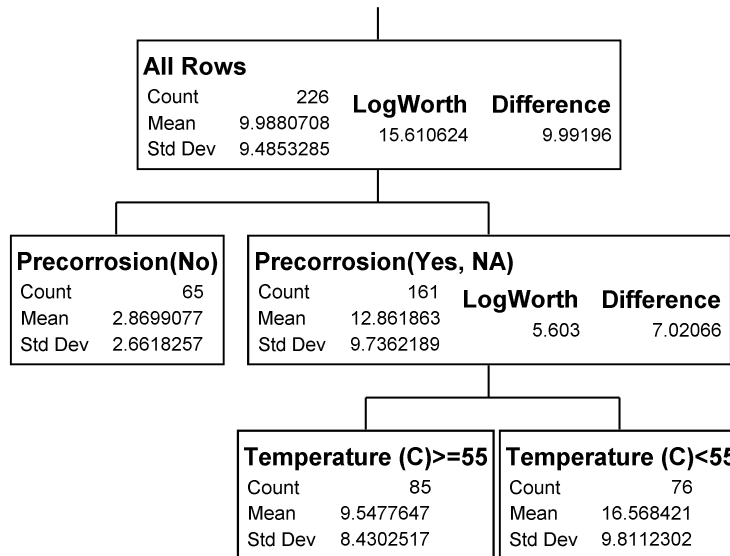 All Rows
Count 226
Mean 9.9880708
Std Dev 9.4853285
LogWorth Difference
15.610624 9.99196
Precorrosion(No)
Count 65
Mean 2.8699077
Std Dev 2.6618257
Precorrosion(Yes, NA)
Count 161
Mean 12.861863
Std Dev 9.7362189
LogWorth Difference
5.603 7.02066
Temperature (C)>=55
Count 85
Mean 9.5477647
Std Dev 8.4302517
Temperature (C)<55
Count 76
Mean 16.568421
Std Dev 9.8112302